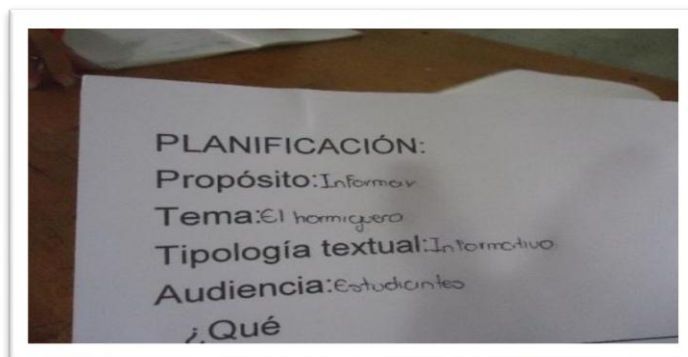 PLANIFICACIÓN:
Propósito:Informar
Tema:El hormiguero
Tipología textual:Informativo
Audiencia:Estudiantes
¿Qué